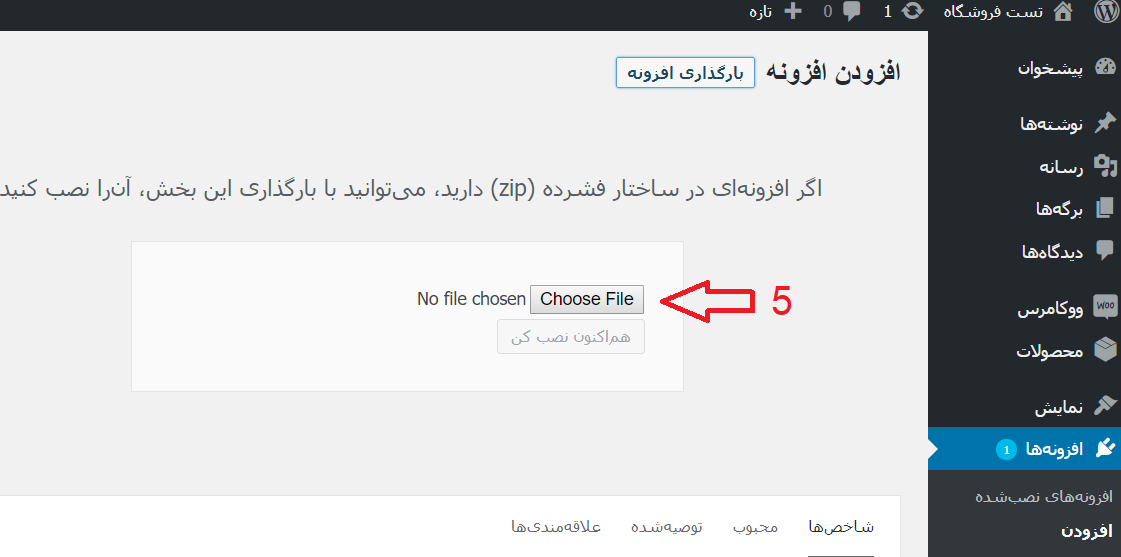 تست فروشگاه 1 0 تازه
پیشخوان
نوشته‌ها
رسانه
برگه‌ها
دیدگاه‌ها
ووکامرس
محصولات
نمایش
افزونه‌ها ۱
افزونه‌های نصب‌شده
افزودن
افزودن افزونه بارگذاری افزونه
اگر افزونه‌ای در ساختار فشرده (zip) دارید، می‌توانید با بارگذاری این بخش، آن‌را نصب کنید
Choose File No file chosen
5
هم‌اکنون نصب کن
شاخص‌ها محبوب توصیه‌شده علاقه‌مندی‌ها
WOO